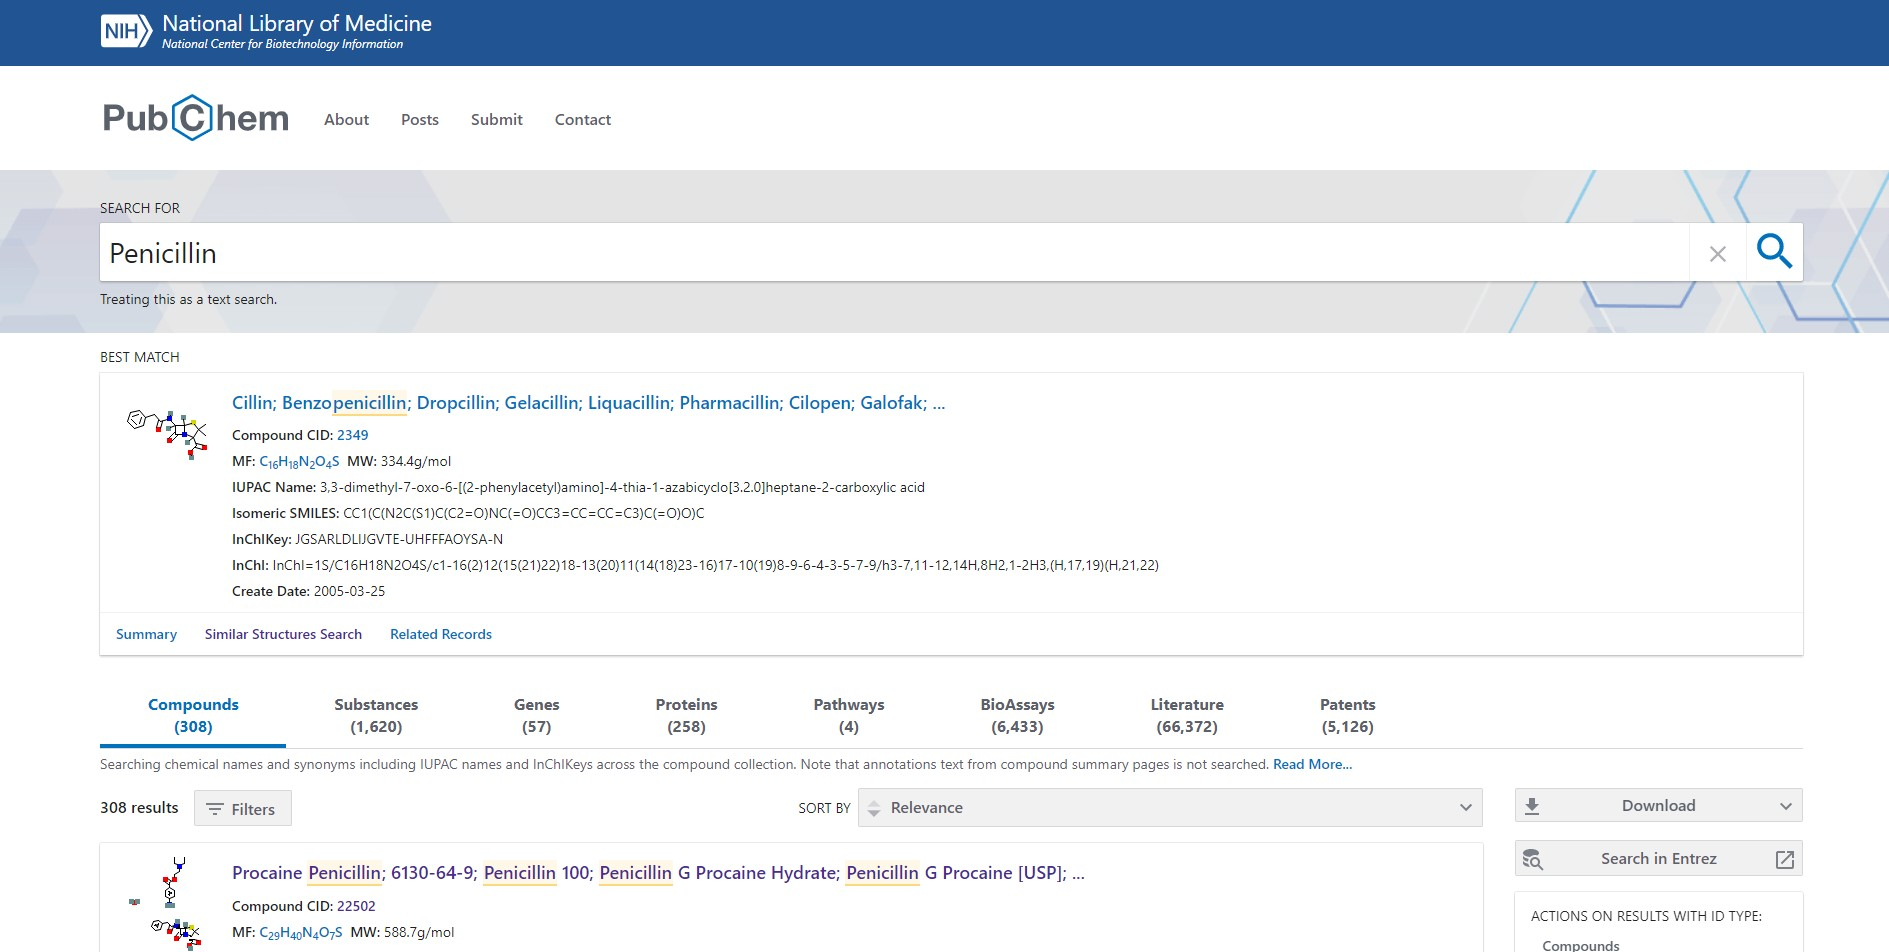 NIH National Library of Medicine
National Center for Biotechnology Information
PubChem About Posts Submit Contact
SEARCH FOR
Penicillin
Treating this as a text search.
BEST MATCH
Cillin; Benzopenicillin; Dropcillin; Gelacillin; Liquacillin; Pharmacillin; Cilopen; Galofak; ...
Compound CID: 2349
MF: C₁₆H₁₈N₂O₄S MW: 334.4g/mol
IUPAC Name: 3,3-dimethyl-7-oxo-6-[(2-phenylacetyl)amino]-4-thia-1-azabicyclo[3.2.0]heptane-2-carboxylic acid
Isomeric SMILES: CC1(C(N2C(S1)C(C2=O)NC(=O)CC3=CC=CC=C3)C(=O)O)C
InChIKey: JGSARLDLIJGVTE-UHFFFAOYSA-N
InChI: InChI=1S/C16H18N2O4S/c1-16(2)12(15(21)22)18-13(20)11(14(18)23-16)17-10(19)8-9-6-4-3-5-7-9/h3-7,11-12,14H,8H2,1-2H3,(H,17,19)(H,21,22)
Create Date: 2005-03-25
Summary Similar Structures Search Related Records
Compounds Substances Genes Proteins Pathways BioAssays Literature Patents
(308) (1,620) (57) (258) (4) (6,433) (66,372) (5,126)
Searching chemical names and synonyms including IUPAC names and InChIKeys across the compound collection. Note that annotations text from compound summary pages is not searched. Read More...
308 results Filters SORT BY Relevance Download
Search in Entrez
Procaine Penicillin; 6130-64-9; Penicillin 100; Penicillin G Procaine Hydrate; Penicillin G Procaine [USP]; ...
Compound CID: 22502
MF: C₂₉H₄₀N₄O₇S MW: 588.7g/mol
ACTIONS ON RESULTS WITH ID TYPE:
Compounds